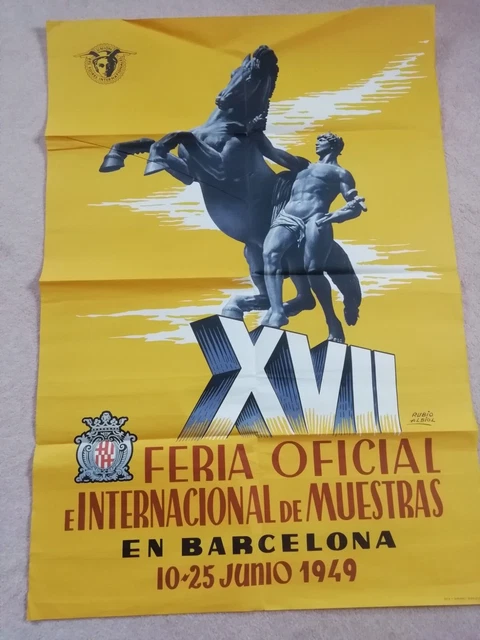 XVII
RUBIO
ALBIOL
FERIA OFICIAL
E INTERNACIONAL DE MUESTRAS
EN BARCELONA
10-25 JUNIO 1949